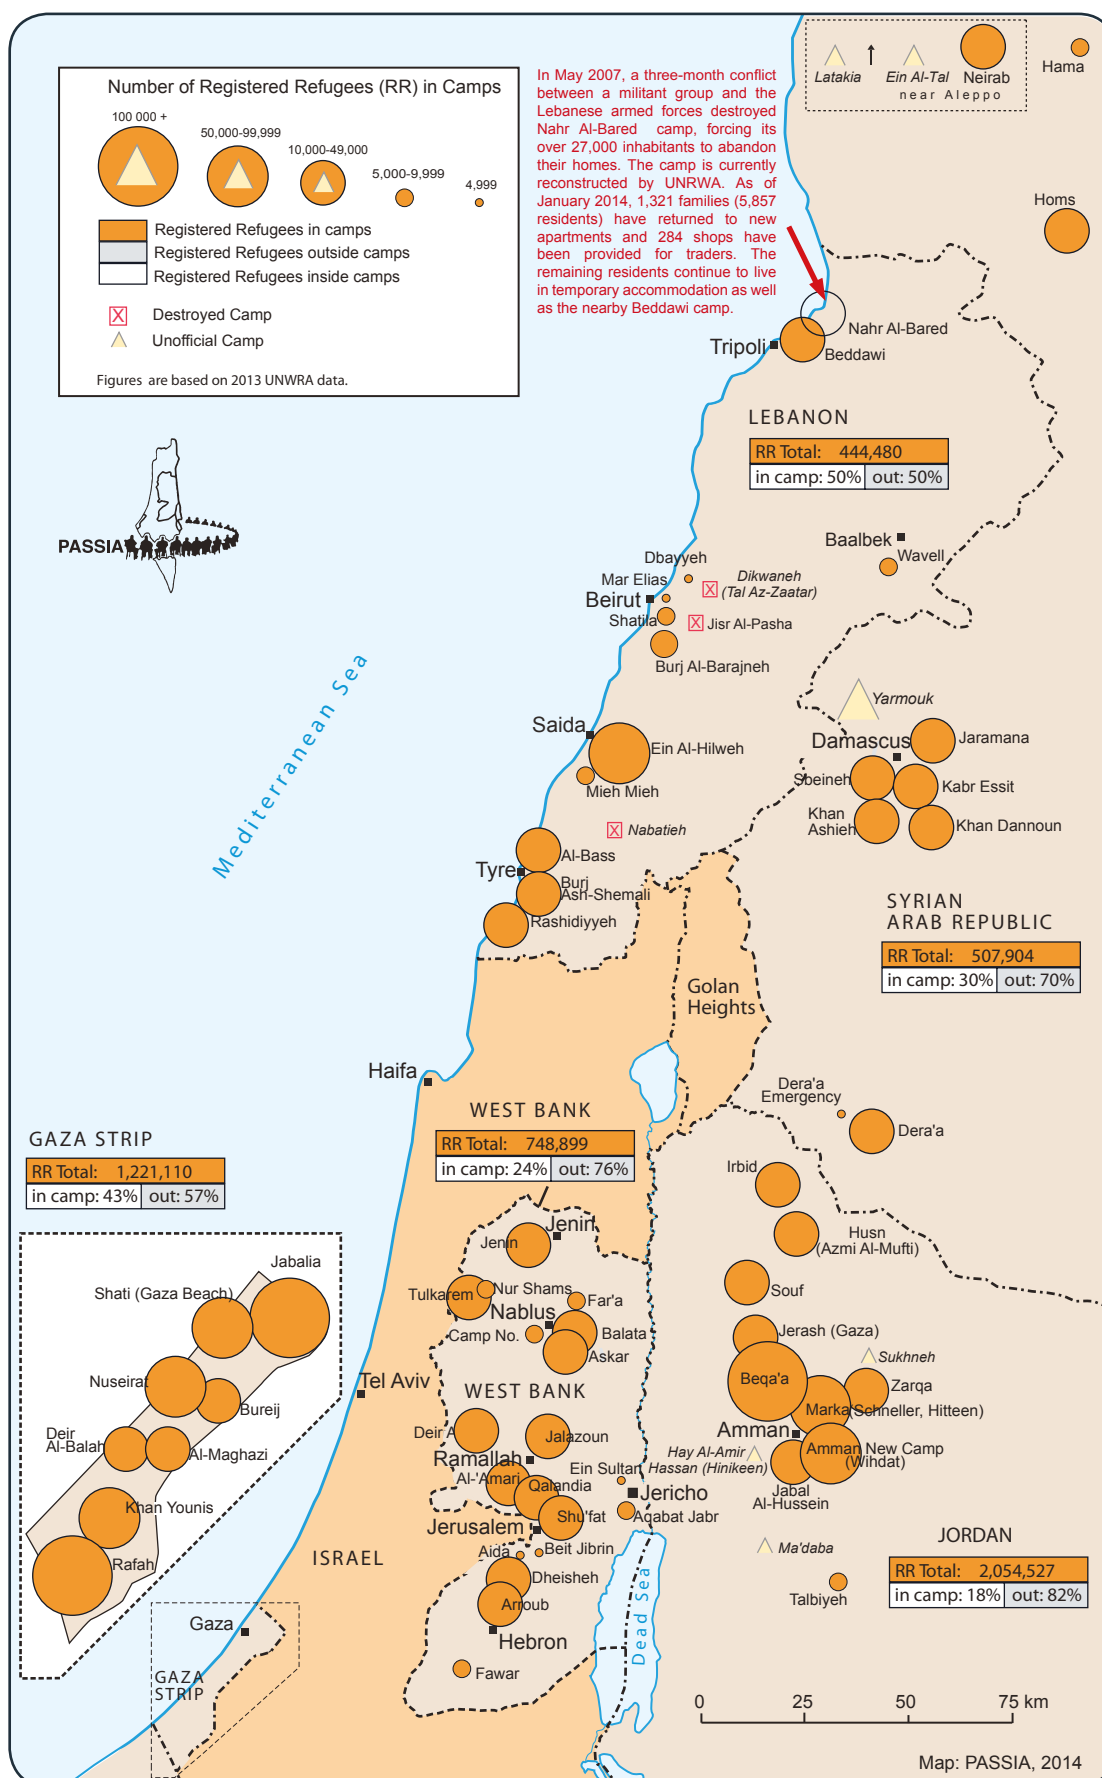 Number of Registered Refugees (RR) in Camps
100 000 +
50,000-99,999
10,000-49,000
5,000-9,999
4,999
Registered Refugees in camps
Registered Refugees outside camps
Registered Refugees inside camps
X Destroyed Camp
Unofficial Camp
Figures are based on 2013 UNWRA data.
In May 2007, a three-month conflict
between a militant group and the
Lebanese armed forces destroyed
Nahr Al-Bared camp, forcing its
over 27,000 inhabitants to abandon
their homes. The camp is currently
reconstructed by UNRWA. As of
January 2014, 1,321 families (5,857
residents) have returned to new
apartments and 284 shops have
been provided for traders. The
remaining residents continue to live
in temporary accommodation as well
as the nearby Beddawi camp.
Latakia
Ein Al-Tal
Neirab
near Aleppo
Hama
Homs
Nahr Al-Bared
Tripoli
Beddawi
LEBANON
RR Total: 444,480
in camp: 50% out: 50%
PASSIA
Baalbek
Wavell
Dbayyeh
Mar Elias
X Dikwaneh
(Tal Az-Zaatar)
Beirut
Shatila
X Jisr Al-Pasha
Burj Al-Barajneh
Mediterranean Sea
Yarmouk
Saida
Ein Al-Hilweh
Mieh Mieh
Damascus
Jaramana
Sbeineh
Kabr Essit
Khan
Ashieh
Khan Dannoun
X Nabatieh
Al-Bass
Tyre
Burj
Ash-Shemali
Rashidiyyeh
SYRIAN
ARAB REPUBLIC
RR Total: 507,904
in camp: 30% out: 70%
Golan
Heights
Haifa
Dera'a
Emergency
Dera'a
WEST BANK
RR Total: 748,899
in camp: 24% out: 76%
GAZA STRIP
RR Total: 1,221,110
in camp: 43% out: 57%
Irbid
Husn
(Azmi Al-Mufti)
Jenin
Jenin
Souf
Jabalia
Shati (Gaza Beach)
Tulkarem
Nur Shams
Far'a
Nablus
Camp No.
Balata
Askar
Jerash (Gaza)
Sukhneh
Beqa'a
Zarqa
Marka (Schneller, Hitteen)
Nuseirat
Bureij
Tel Aviv
WEST BANK
Deir
Al-Balah
Al-Maghazi
Deir A
Jalazoun
Amman
Amman New Camp
(Wihdat)
Hay Al-Amir
Hassan (Hinikeen)
Jabal
Al-Hussein
Ramallah
Al-'Amari
Qalandia
Ein Sultan
Jericho
Aqabat Jabr
Shu'fat
Jerusalem
Khan Younis
Rafah
ISRAEL
Aida
Beit Jibrin
Dheisheh
Arroub
Hebron
Fawar
Dead Sea
Ma'daba
Talbiyeh
JORDAN
RR Total: 2,054,527
in camp: 18% out: 82%
Gaza
GAZA
STRIP
0 25 50 75 km
Map: PASSIA, 2014